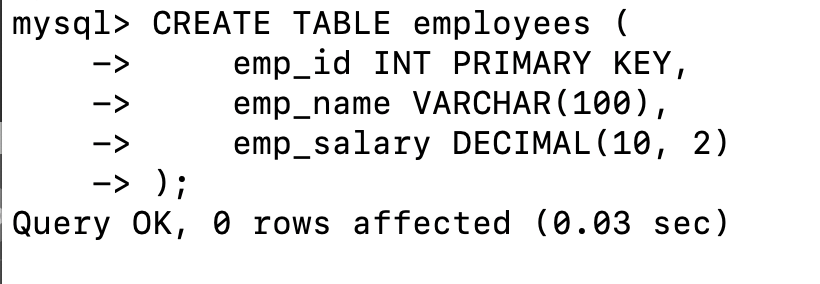 mysql> CREATE TABLE employees (
    ->     emp_id INT PRIMARY KEY,
    ->     emp_name VARCHAR(100),
    ->     emp_salary DECIMAL(10, 2)
    -> );
Query OK, 0 rows affected (0.03 sec)